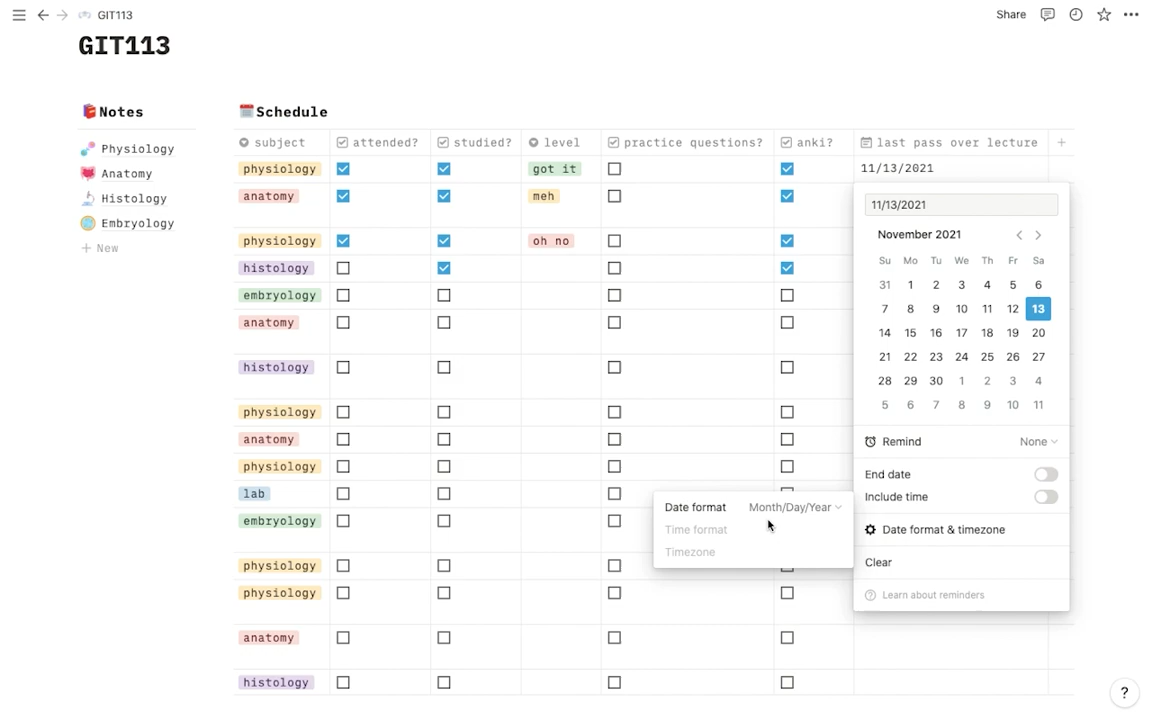 GIT113
Share
GIT113
Notes
Physiology
Anatomy
Histology
Embryology
+ New
Schedule
subject attended? studied? level practice questions? anki? last pass over lecture +
physiology got it 11/13/2021
anatomy meh
physiology oh no
histology
embryology
anatomy
histology
physiology
anatomy
physiology
lab
embryology
physiology
physiology
anatomy
histology
11/13/2021
November 2021
Su Mo Tu We Th Fr Sa
31 1 2 3 4 5 6
7 8 9 10 11 12 13
14 15 16 17 18 19 20
21 22 23 24 25 26 27
28 29 30 1 2 3 4
5 6 7 8 9 10 11
Remind None
End date
Include time
Date format & timezone
Clear
Learn about reminders
Date format Month/Day/Year
Time format
Timezone
?